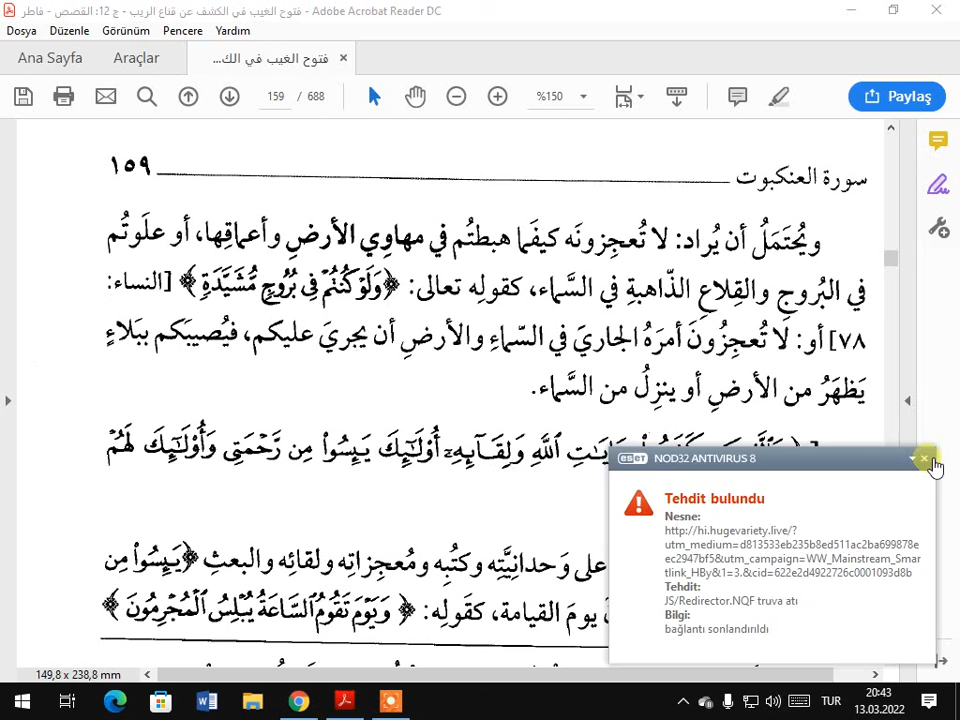 فتوح الغيب في الكشف عن قناع الريب - ج 12: القصص - فاطر - Adobe Acrobat Reader DC
Dosya Düzenle Görünüm Pencere Yardım
Ana Sayfa Araçlar فتوح الغيب في الك...
159 / 688 %150 Paylaş
سورة العنكبوت ١٥٩
ويُحتَمَلُ أن يُراد: لا تُعجِزونَه كيفَما هبطتُم في مهاوِي الأرضِ وأعماقِها، أو علَوتُم
في البُروجِ والقِلاعِ الذّاهبةِ في السَّماء، كقولِه تعالى: ﴿وَلَوْ كُنتُمْ فِي بُرُوجٍ مُّشَيَّدَةٍ﴾ [النساء:
٧٨] أو: لا تُعجِزُونَ أمرَهُ الجاريَ في السّماءِ والأرضِ أن يجريَ عليكم، فيُصيبَكم ببَلاءٍ
يَظهَرُ من الأرضِ أو ينزِلُ من السَّماء.
بِـَٔايَٰتِ ٱللَّهِ وَلِقَآئِهِۦٓ أُو۟لَٰٓئِكَ يَئِسُوا۟ مِن رَّحْمَتِى وَأُو۟لَٰٓئِكَ لَهُمْ
على وَحدانِيَّتِه وكتُبِه ومُعجِزاتِه ولقائِه والبعثِ ﴿يَئِسُوا۟ مِن
يومَ القيامة، كقولِه: ﴿وَيَوْمَ تَقُومُ ٱلسَّاعَةُ يُبْلِسُ ٱلْمُجْرِمُونَ﴾
eset NOD32 ANTIVIRUS 8
Tehdit bulundu
Nesne:
http://hi.hugevariety.live/?
utm_medium=d813533eb235b8ed511ac2ba699878e
ec2947bf5&utm_campaign=WW_Mainstream_Smar
tlink_HBy&1=3.&cid=622e2d4922726c0001093d8b
Tehdit:
JS/Redirector.NQF truva atı
Bilgi:
bağlantı sonlandırıldı
149,8 x 238,8 mm
TUR 20:43
13.03.2022